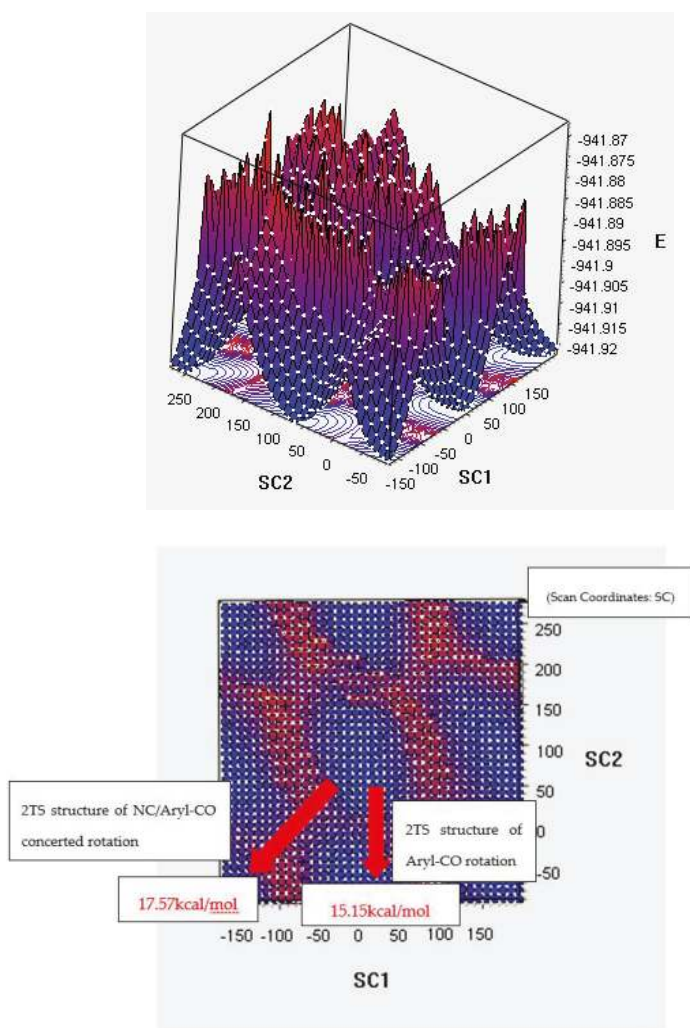 -941.87
-941.875
-941.88
-941.885
-941.89
-941.895
-941.9
-941.905
-941.91
-941.915
-941.92
E
250
200
150
100
50
0
-50
SC2
-150
-100
-50
0
50
100
150
SC1
(Scan Coordinates: SC)
250
200
150
100
50
0
-50
SC2
2TS structure of NC/Aryl-CO
concerted rotation
2TS structure of
Aryl-CO rotation
17.57kcal/mol
15.15kcal/mol
-150 -100 -50 0 50 100 150
SC1